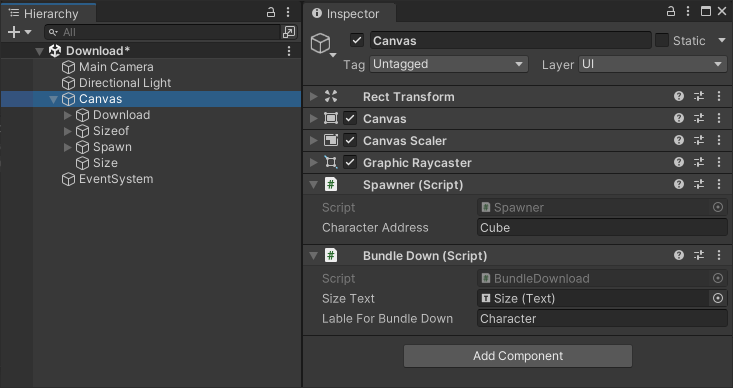 Hierarchy
All
Download*
Main Camera
Directional Light
Canvas
Download
Sizeof
Spawn
Size
EventSystem
Inspector
Canvas
Static
Tag Untagged Layer UI
Rect Transform
Canvas
Canvas Scaler
Graphic Raycaster
# Spawner (Script)
Script # Spawner
Character Address Cube
# Bundle Down (Script)
Script # BundleDownload
Size Text T Size (Text)
Lable For Bundle Down Character
Add Component